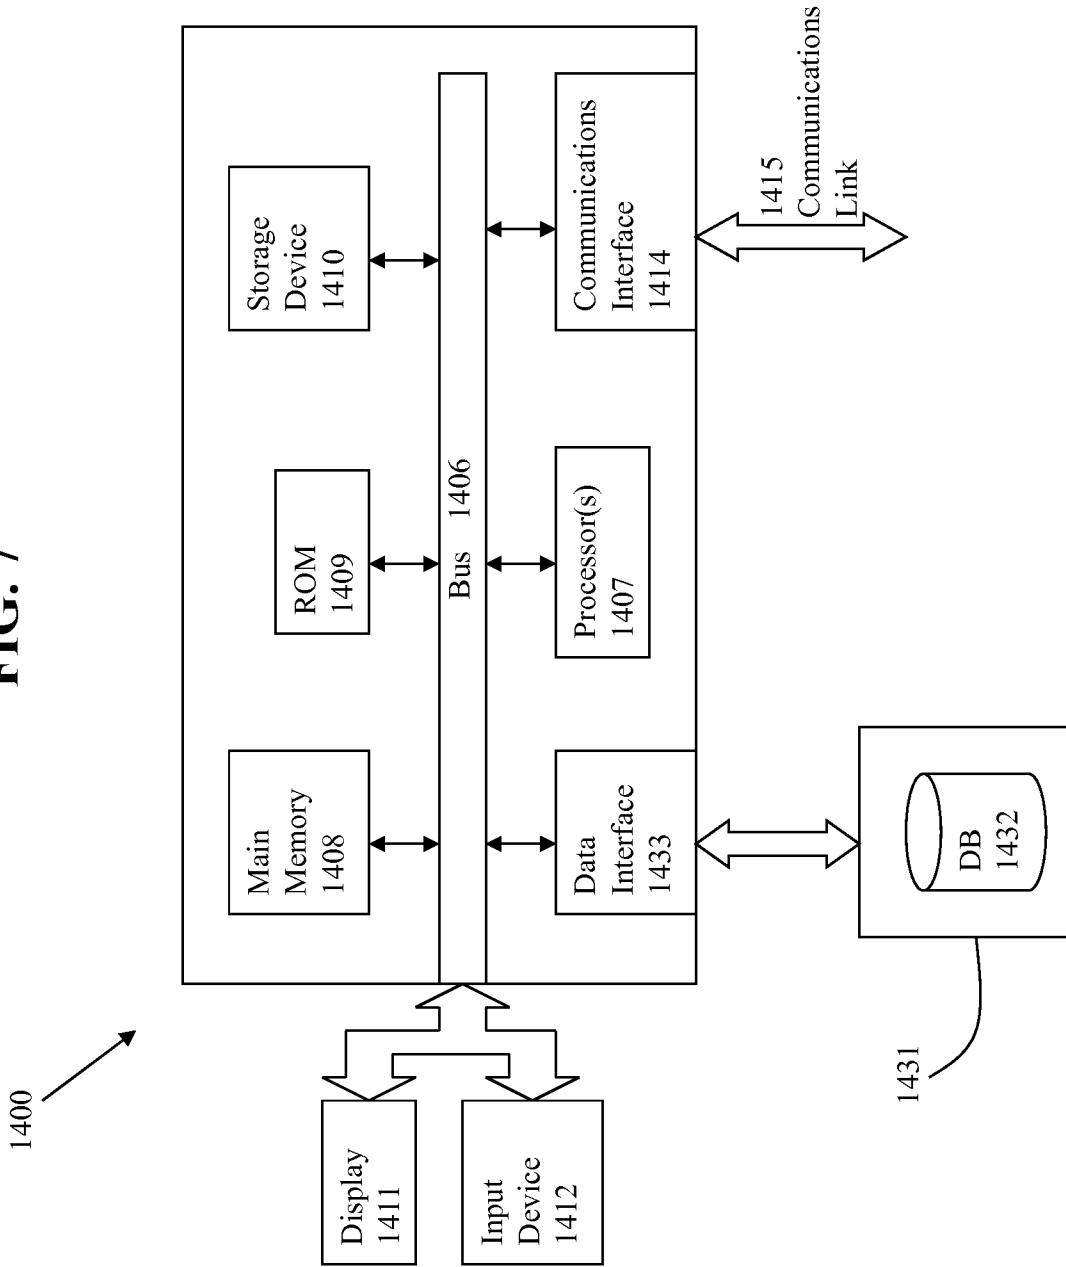 FIG. 7
1400
Main
Memory
1408
ROM
1409
Storage
Device
1410
Bus 1406
Data
Interface
1433
Processor(s)
1407
Communications
Interface
1414
Display
1411
Input
Device
1412
1415
Communications
Link
1431
DB
1432